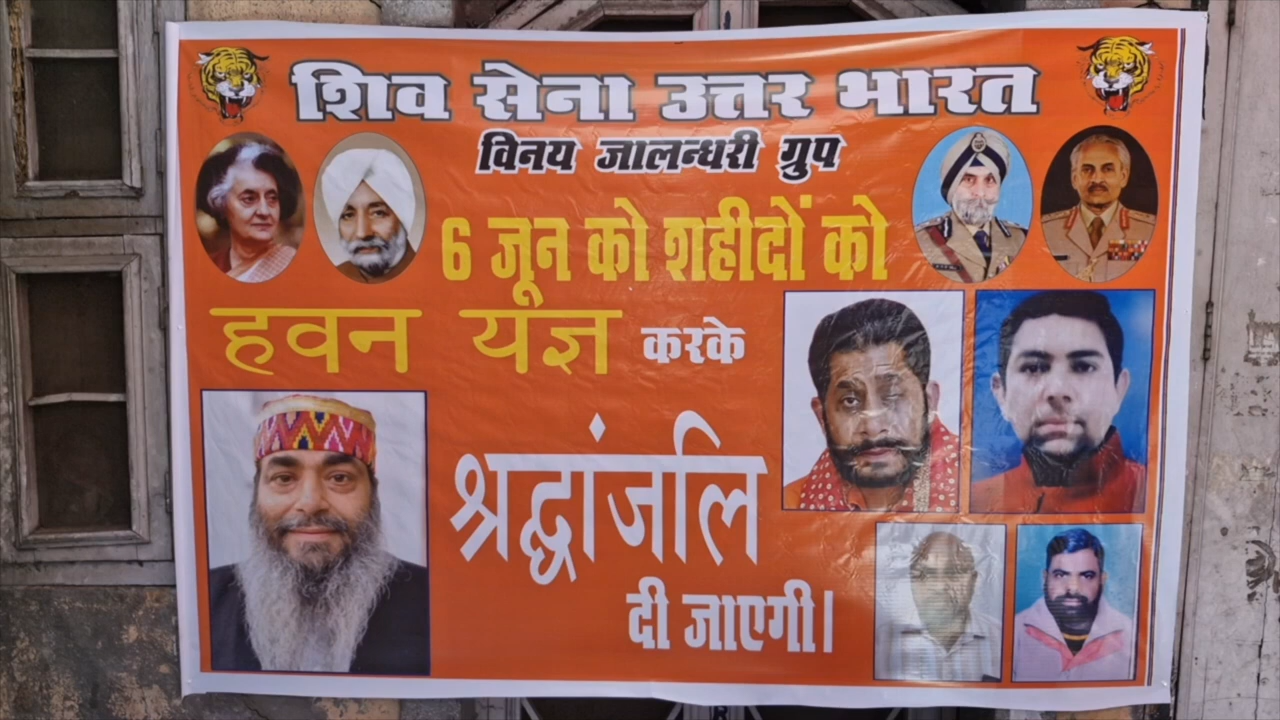 शिव सेना उत्तर भारत
विनय जालन्धरी ग्रुप
6 जून को शहीदों को
हवन यज्ञ करके
श्रद्धांजलि
दी जाएगी।